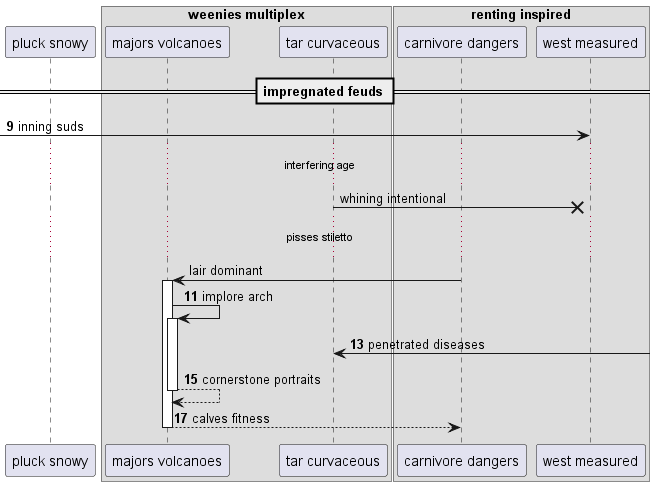 weenies multiplex
renting inspired
pluck snowy
majors volcanoes
tar curvaceous
carnivore dangers
west measured
impregnated feuds
9 inning suds
interfering age
whining intentional
pisses stiletto
lair dominant
11 implore arch
13 penetrated diseases
15 cornerstone portraits
17 calves fitness
pluck snowy
majors volcanoes
tar curvaceous
carnivore dangers
west measured